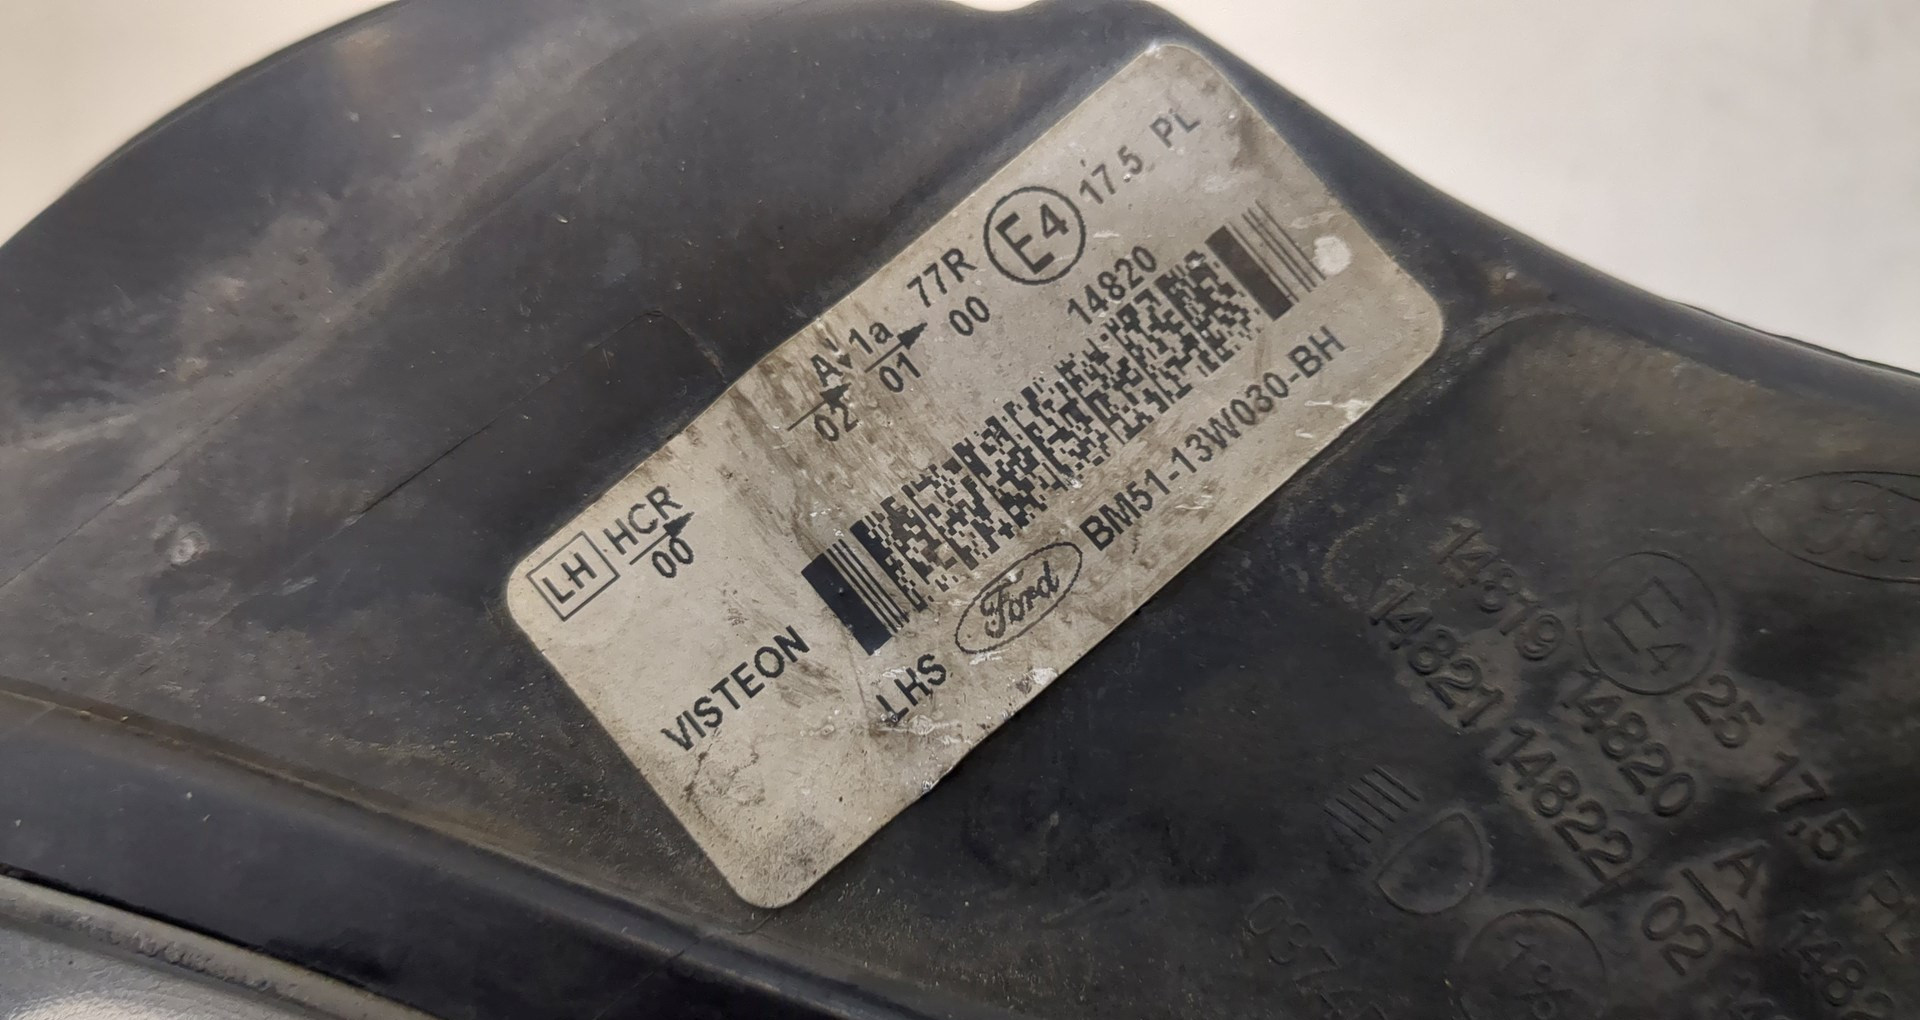 LH HCR A 1a 77R E4 17.5 PL
00 02 01 00 14820
VISTEON
LHS Ford BM51-13W030-BH
14819 14820
14821 14822
E4 25 17,5 PL
A
02